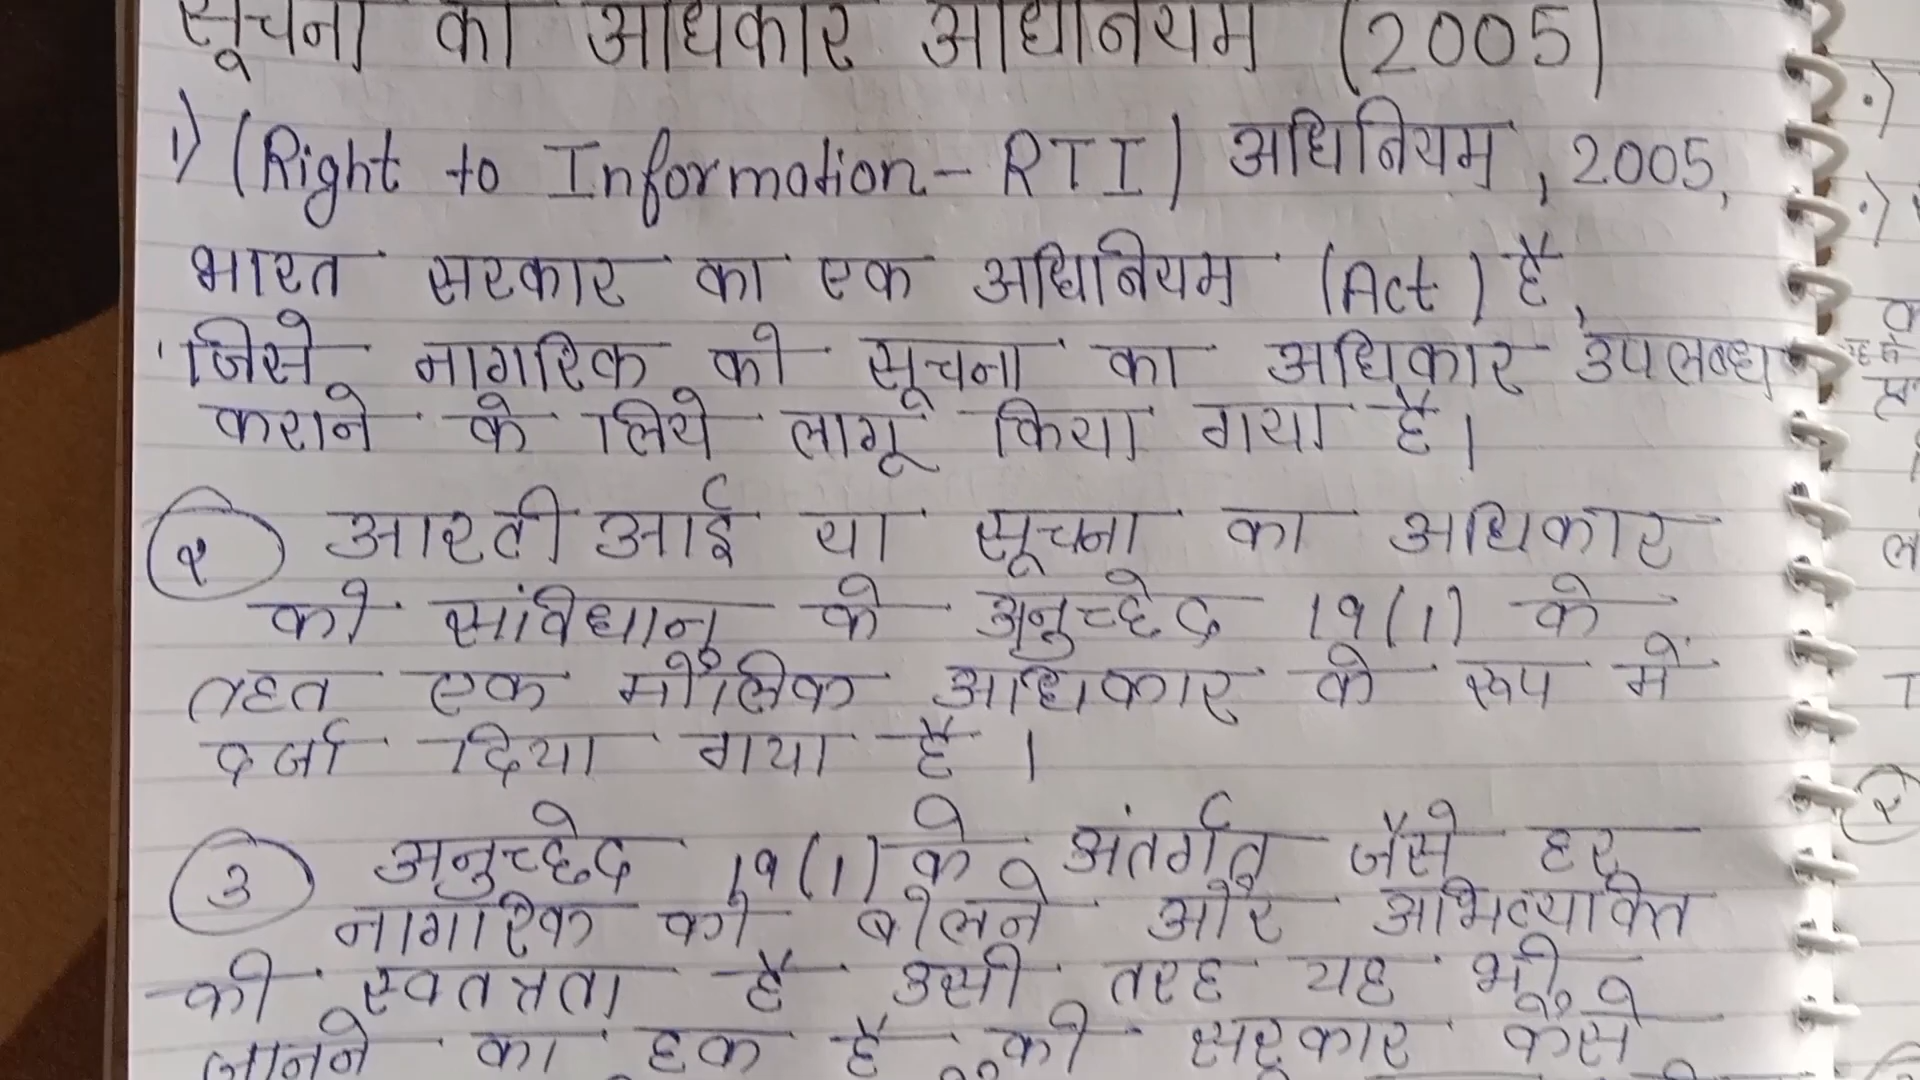 सूचना का अधिकार अधिनियम (2005)
1) (Right to Information - RTI) अधिनियम, 2005,
भारत सरकार का एक अधिनियम (Act) है,
जिसे नागरिक को सूचना का अधिकार उपलब्ध
कराने के लिये लागू किया गया है।
२ आरटीआई या सूचना का अधिकार
को सांविधान के अनुच्छेद 19(1) के
तहत एक मौलिक अधिकार के रूप में
दर्जा दिया गया है।
3 अनुच्छेद 19(1) के अंतर्गत जैसे हर
नागरिक को बोलने और अभिव्यक्ति
की स्वतत्रता है उसी तरह यह भी
जानने का हक है की सरकार कैसे